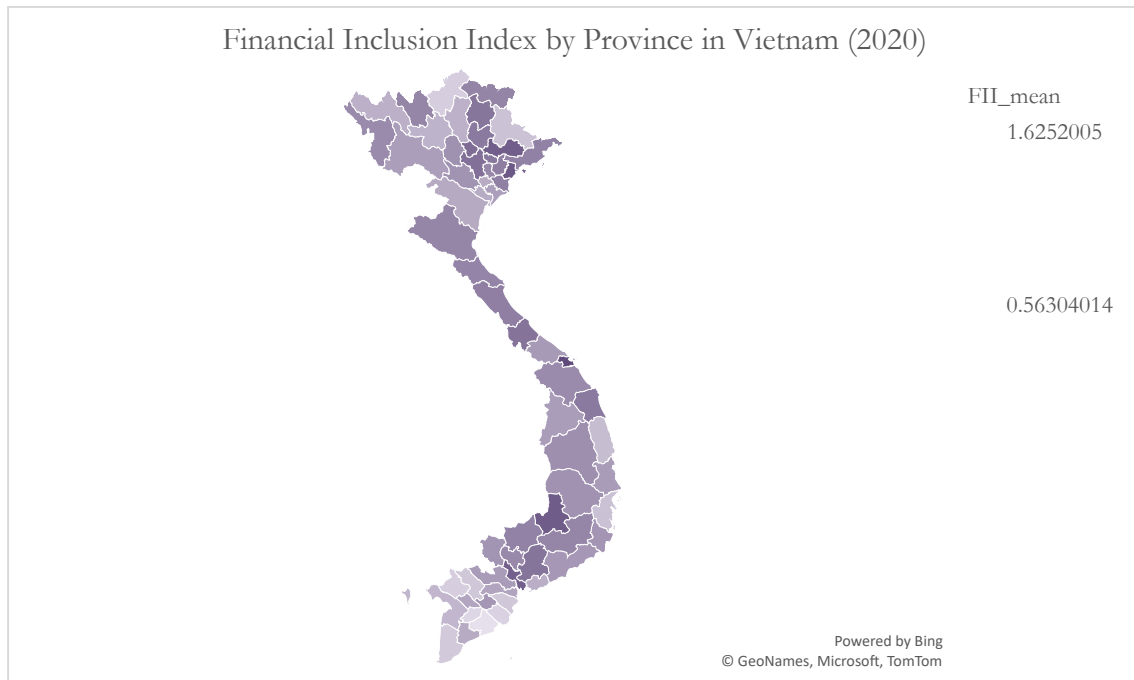 Financial Inclusion Index by Province in Vietnam (2020)
FII_mean
1.6252005
0.56304014
Powered by Bing
© GeoNames, Microsoft, TomTom